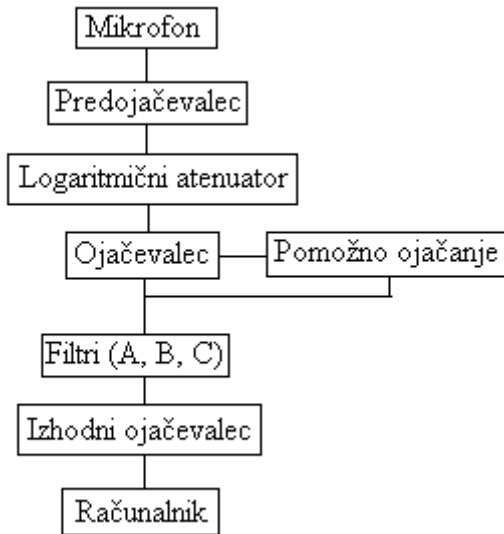 Mikrofon
Predojačevalec
Logaritmični atenuator
Ojačevalec
Pomožno ojačanje
Filtri (A, B, C)
Izhodni ojačevalec
Računalnik